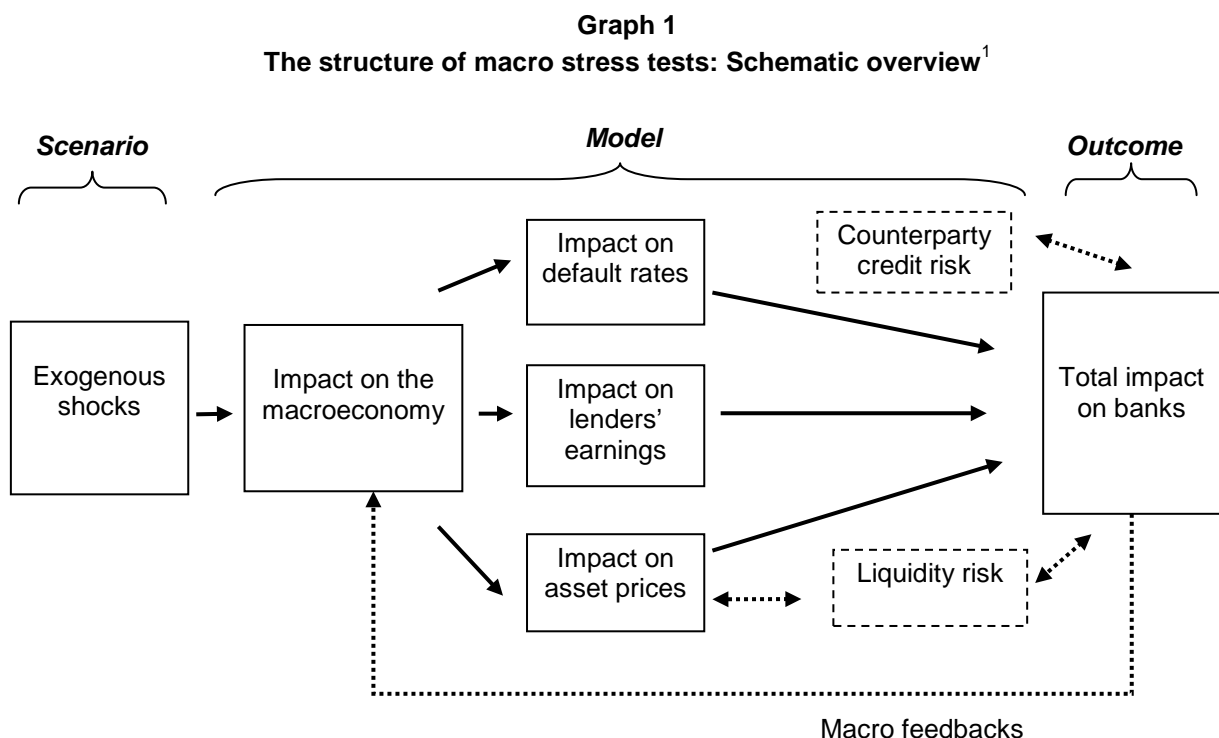 Graph 1
The structure of macro stress tests: Schematic overview1
Scenario
Model
Outcome
Impact on
default rates
Counterparty
credit risk
Exogenous
shocks
Impact on the
macroeconomy
Impact on
lenders’
earnings
Total impact
on banks
Impact on
asset prices
Liquidity risk
Macro feedbacks